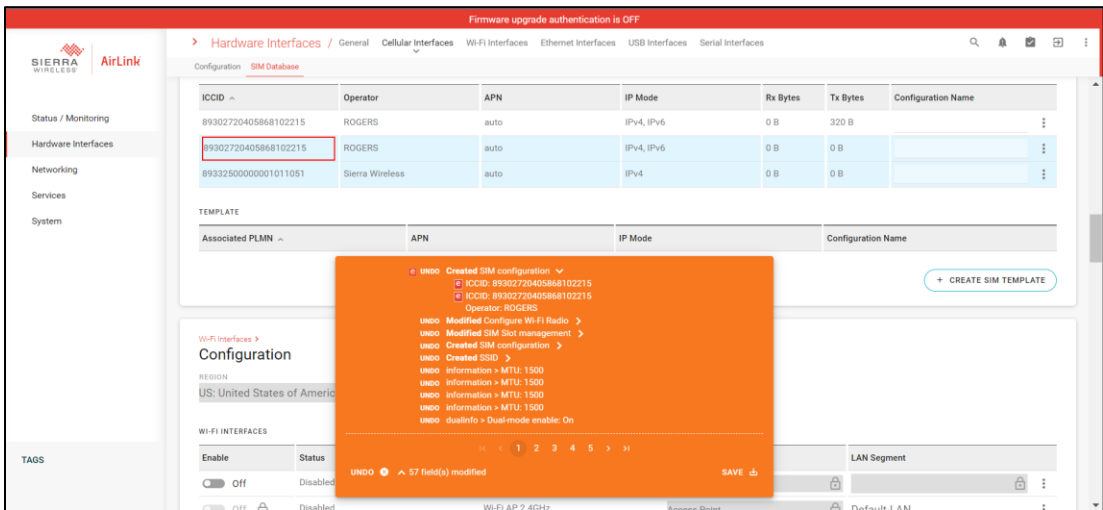 Firmware upgrade authentication is OFF
SIERRA WIRELESS AirLink
Hardware Interfaces / General Cellular Interfaces Wi-Fi Interfaces Ethernet Interfaces USB Interfaces Serial Interfaces
Configuration SIM Database
Status / Monitoring
Hardware Interfaces
Networking
Services
System
TAGS
ICCID Operator APN IP Mode Rx Bytes Tx Bytes Configuration Name
89302720405868102215 ROGERS auto IPv4, IPv6 0 B 320 B
89302720405868102215 ROGERS auto IPv4, IPv6 0 B 0 B
89332500000001011051 Sierra Wireless auto IPv4 0 B 0 B
TEMPLATE
Associated PLMN APN IP Mode Configuration Name
+ CREATE SIM TEMPLATE
UNDO Created SIM configuration
ICCID: 89302720405868102215
ICCID: 89302720405868102215
Operator: ROGERS
UNDO Modified Configure Wi-Fi Radio
UNDO Modified SIM Slot management
UNDO Created SIM configuration
UNDO Created SSID
UNDO information > MTU: 1500
UNDO information > MTU: 1500
UNDO information > MTU: 1500
UNDO information > MTU: 1500
UNDO dualinfo > Dual-mode enable: On
1 2 3 4 5
UNDO 57 field(s) modified SAVE
Wi-Fi Interfaces >
Configuration
REGION
US: United States of Americ
WI-FI INTERFACES
Enable Status LAN Segment
Off Disabled
Off Disabled Wi-Fi AP 2.4GHz Access Point Default-LAN